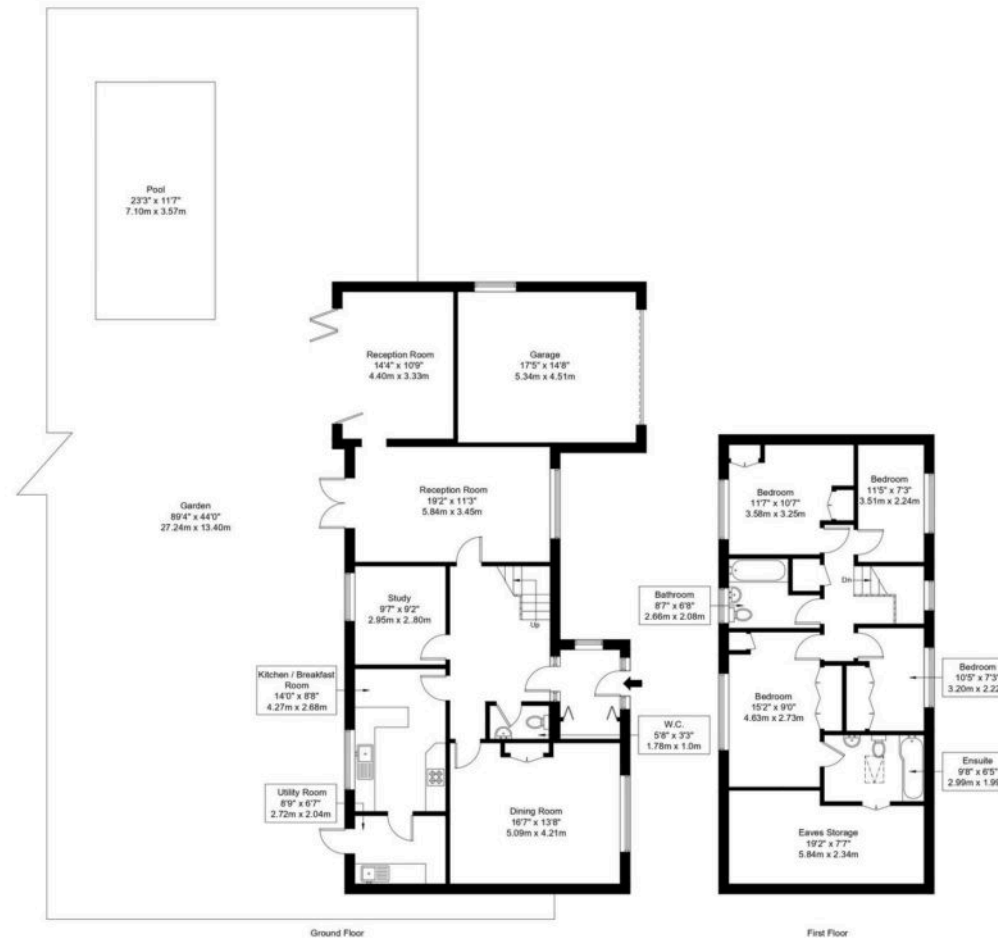 Pool
23'3" x 11'7"
7.10m x 3.57m
Reception Room
14'4" x 10'9"
4.40m x 3.33m
Garage
17'5" x 14'8"
5.34m x 4.51m
Garden
89'4" x 44'0"
27.24m x 13.40m
Reception Room
19'2" x 11'3"
5.84m x 3.45m
Study
9'7" x 9'2"
2.95m x 2..80m
Up
Kitchen / Breakfast
Room
14'0" x 8'8"
4.27m x 2.68m
W.C.
5'8" x 3'3"
1.78m x 1.0m
Utility Room
8'9" x 6'7"
2.72m x 2.04m
Dining Room
16'7" x 13'8"
5.09m x 4.21m
Ground Floor
Bedroom
11'7" x 10'7"
3.58m x 3.25m
Bedroom
11'5" x 7'3"
3.51m x 2.24m
Dn
Bathroom
8'7" x 6'8"
2.66m x 2.08m
Bedroom
10'5" x 7'3"
3.20m x 2.22
Bedroom
15'2" x 9'0"
4.63m x 2.73m
Ensuite
9'8" x 6'5"
2.99m x 1.99
Eaves Storage
19'2" x 7'7"
5.84m x 2.34m
First Floor